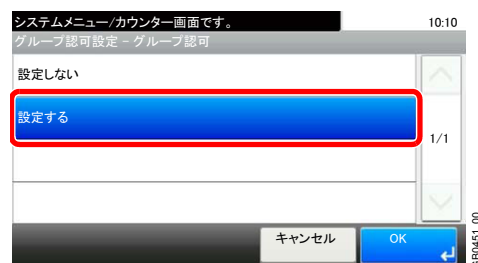 システムメニュー/カウンター画面です。
10:10
グループ認可設定 - グループ認可
設定しない
設定する
1/1
キャンセル
OK
GB0451_00